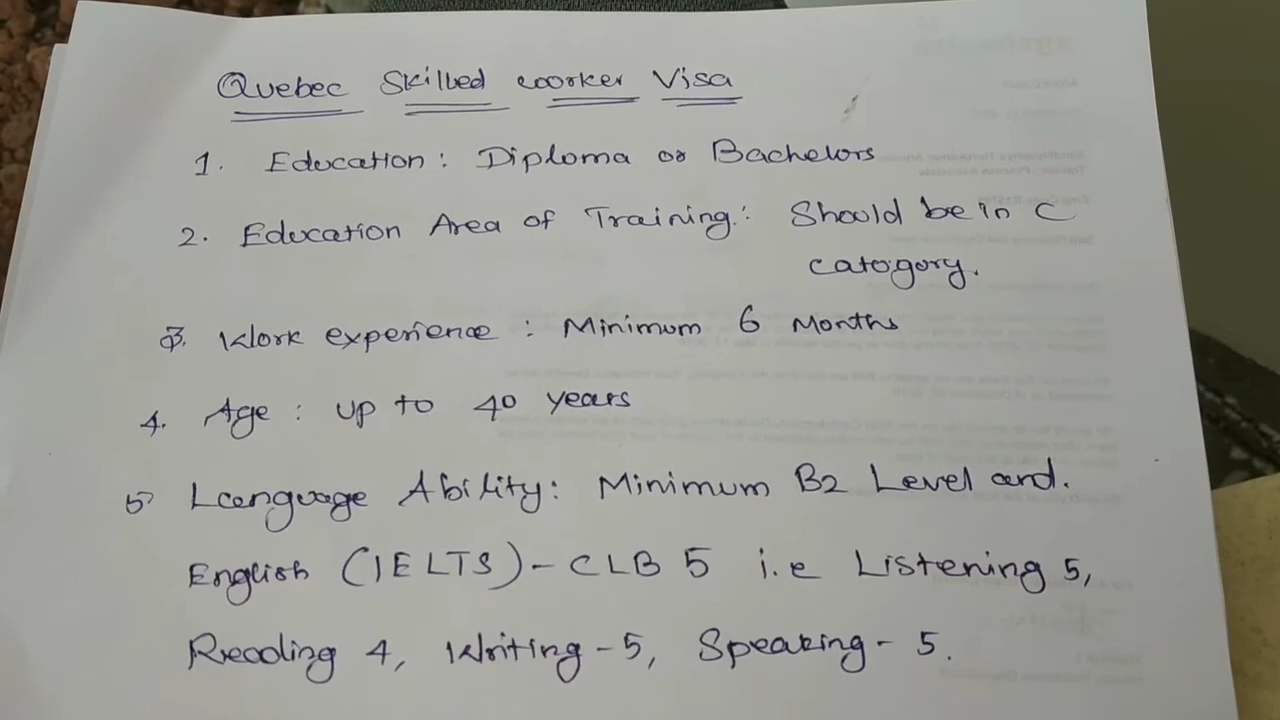 Quebec Skilled worker Visa
1. Education: Diploma or Bachelors
2. Education Area of Training: Should be in C
catogory.
3. Work experience: Minimum 6 Months
4. Age: up to 40 years
5 Language Ability: Minimum B2 Level and.
English (IELTS) - CLB 5 i.e Listening 5,
Reading 4, Writing - 5, Speaking - 5.